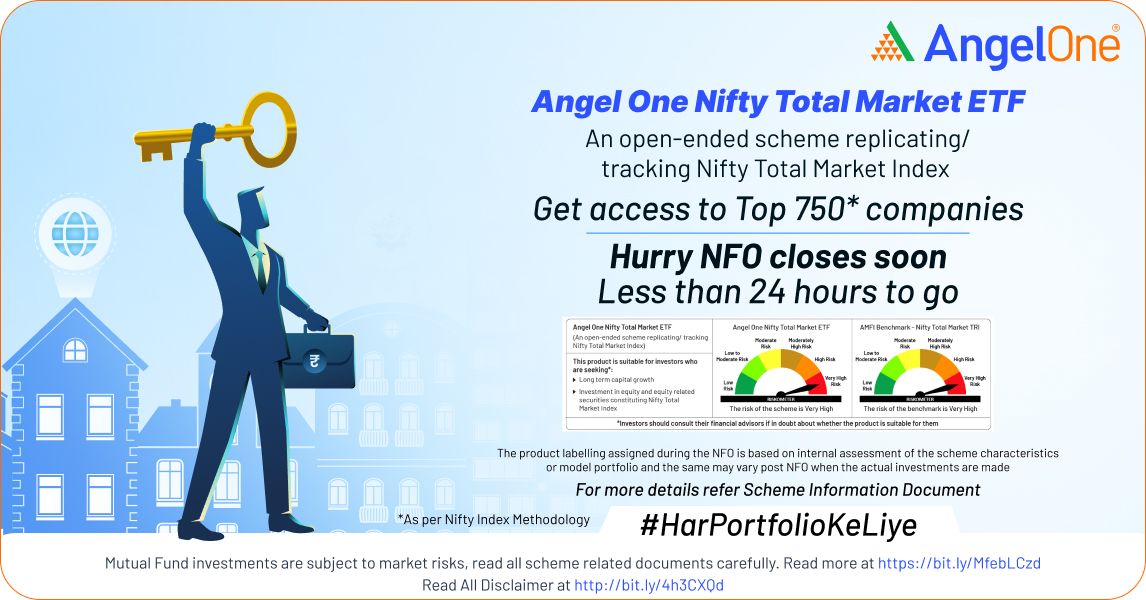 AngelOne®
Angel One Nifty Total Market ETF
An open-ended scheme replicating/
tracking Nifty Total Market Index
Get access to Top 750* companies
Hurry NFO closes soon
Less than 24 hours to go
Angel One Nifty Total Market ETF
(An open-ended scheme replicating/ tracking
Nifty Total Market Index)
This product is suitable for investors who
are seeking*:
▸ Long term capital growth
▸ Investment in equity and equity related
securities constituting Nifty Total
Market Index
Angel One Nifty Total Market ETF
Low
Risk
Low to
Moderate Risk
Moderate
Risk
Moderately
High Risk
High Risk
Very High
Risk
RISKOMETER
The risk of the scheme is Very High
AMFI Benchmark - Nifty Total Market TRI
Low
Risk
Low to
Moderate Risk
Moderate
Risk
Moderately
High Risk
High Risk
Very High
Risk
RISKOMETER
The risk of the benchmark is Very High
*Investors should consult their financial advisors if in doubt about whether the product is suitable for them
The product labelling assigned during the NFO is based on internal assessment of the scheme characteristics
or model portfolio and the same may vary post NFO when the actual investments are made
For more details refer Scheme Information Document
*As per Nifty Index Methodology
#HarPortfolioKeLiye
Mutual Fund investments are subject to market risks, read all scheme related documents carefully. Read more at https://bit.ly/MfebLCzd
Read All Disclaimer at http://bit.ly/4h3CXQd
₹